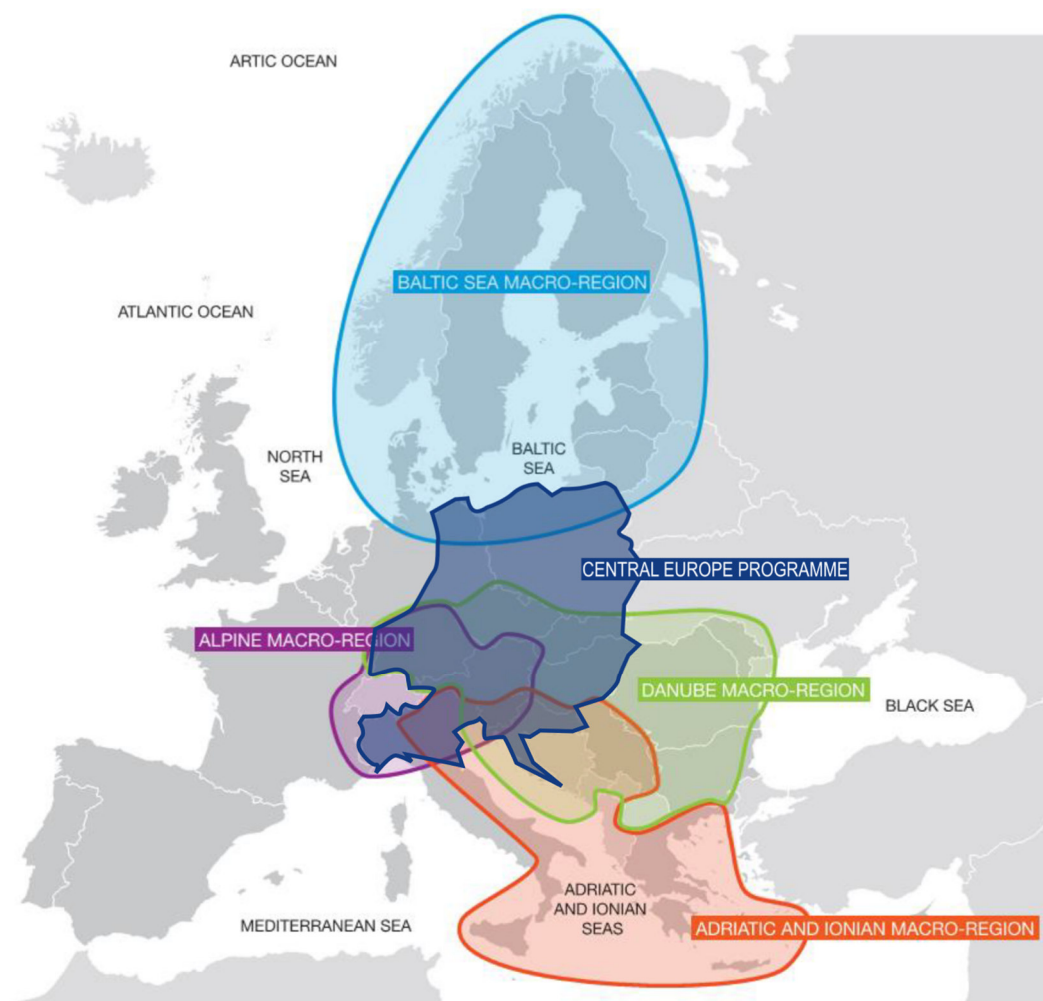 ARTIC OCEAN
BALTIC SEA MACRO-REGION
ATLANTIC OCEAN
NORTH
SEA
BALTIC
SEA
CENTRAL EUROPE PROGRAMME
ALPINE MACRO-REGION
DANUBE MACRO-REGION
BLACK SEA
ADRIATIC
AND IONIAN
SEAS
MEDITERRANEAN SEA
ADRIATIC AND IONIAN MACRO-REGION